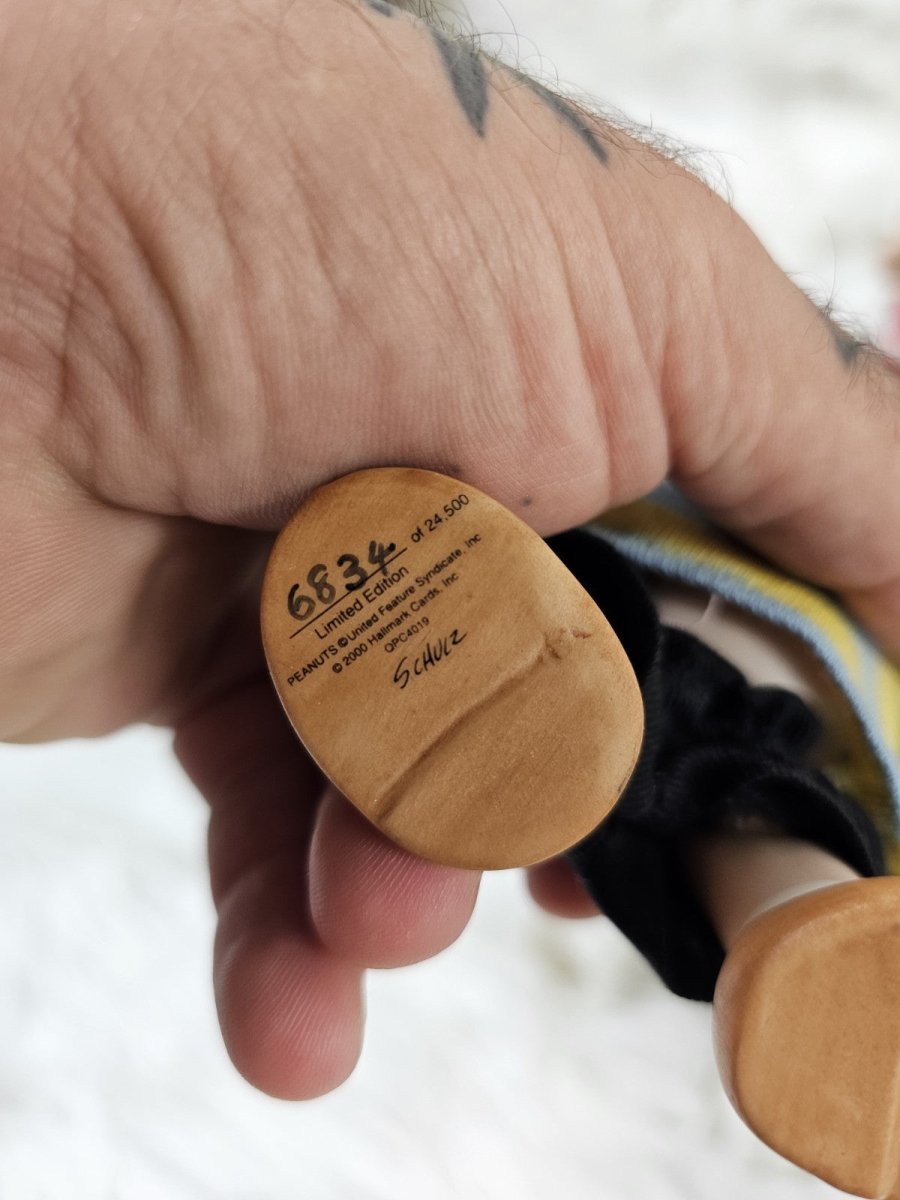 6834 of 24,500
Limited Edition
PEANUTS © United Feature Syndicate, Inc
© 2000 Hallmark Cards, Inc
QPC4019
SCHULZ